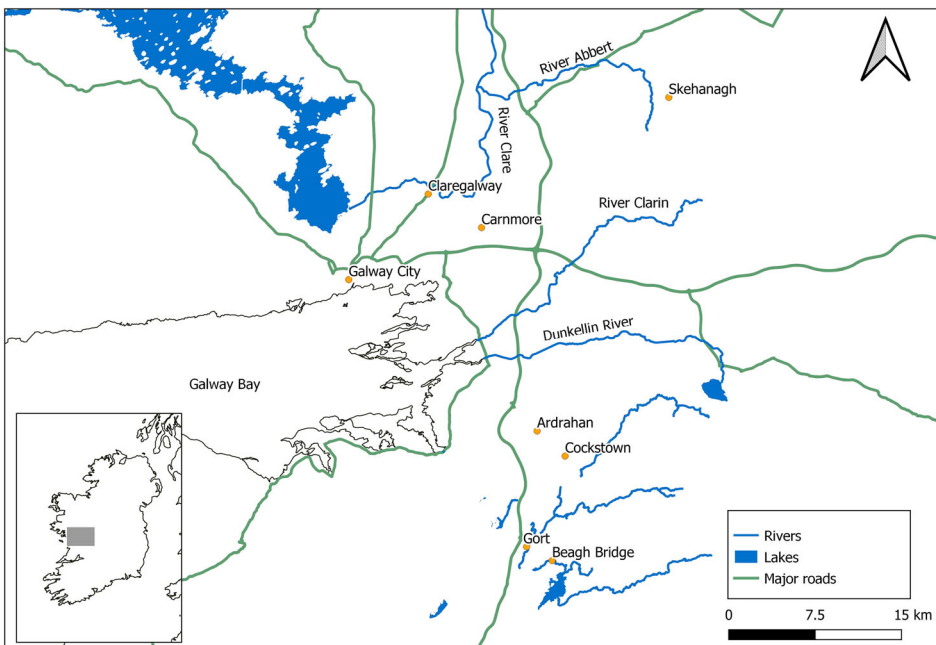 River Abbert
Skehanagh
River Clare
Claregalway
River Clarin
Carnmore
Galway City
Dunkellin River
Galway Bay
Ardrahan
Cockstown
Gort
Beagh Bridge
Rivers
Lakes
Major roads
0 7.5 15 km